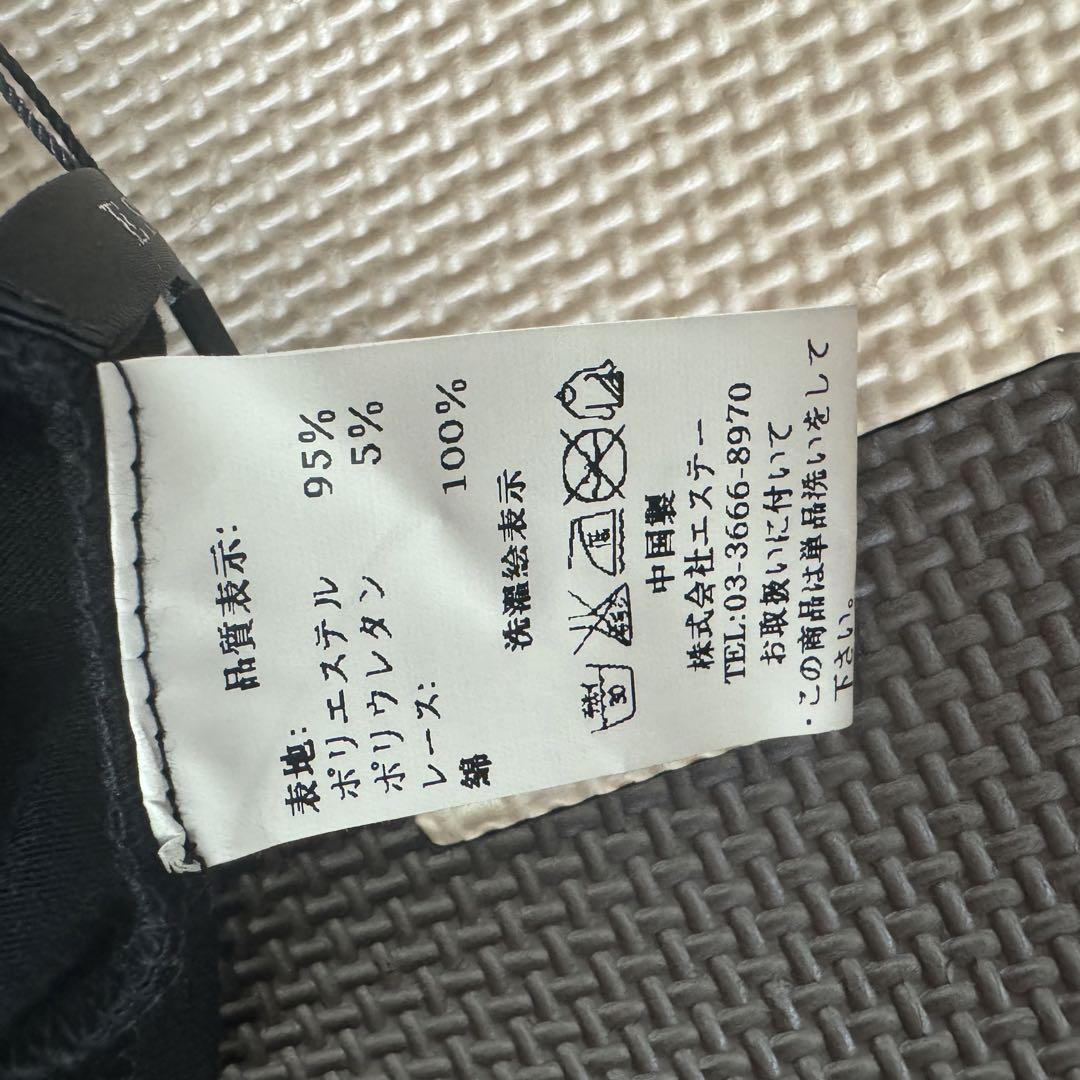 品質表示:
表地:
ポリエステル 95%
ポリウレタン 5%
レース:
綿 100%
洗濯絵表示
弱 30
中国製
株式会社エステー
TEL:03-3666-8970
お取扱いに付いて
・この商品は単品洗いをして
下さい。